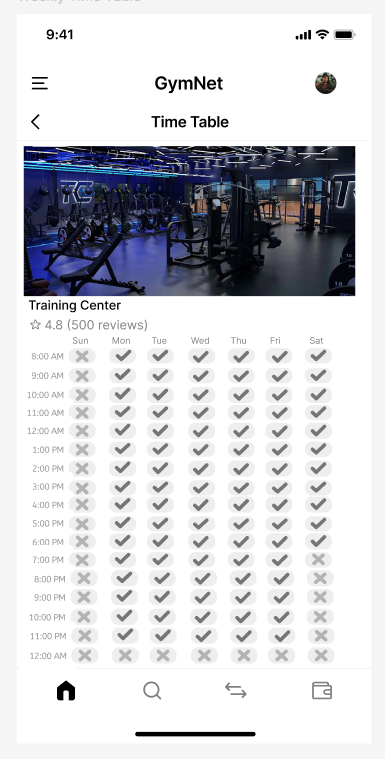 Weekly Time Table
9:41
GymNet
Time Table
TC
Training Center
4.8 (500 reviews)
Sun Mon Tue Wed Thu Fri Sat
8:00 AM
9:00 AM
10:00 AM
11:00 AM
12:00 AM
1:00 PM
2:00 PM
3:00 PM
4:00 PM
5:00 PM
6:00 PM
7:00 PM
8:00 PM
9:00 PM
10:00 PM
11:00 PM
12:00 AM